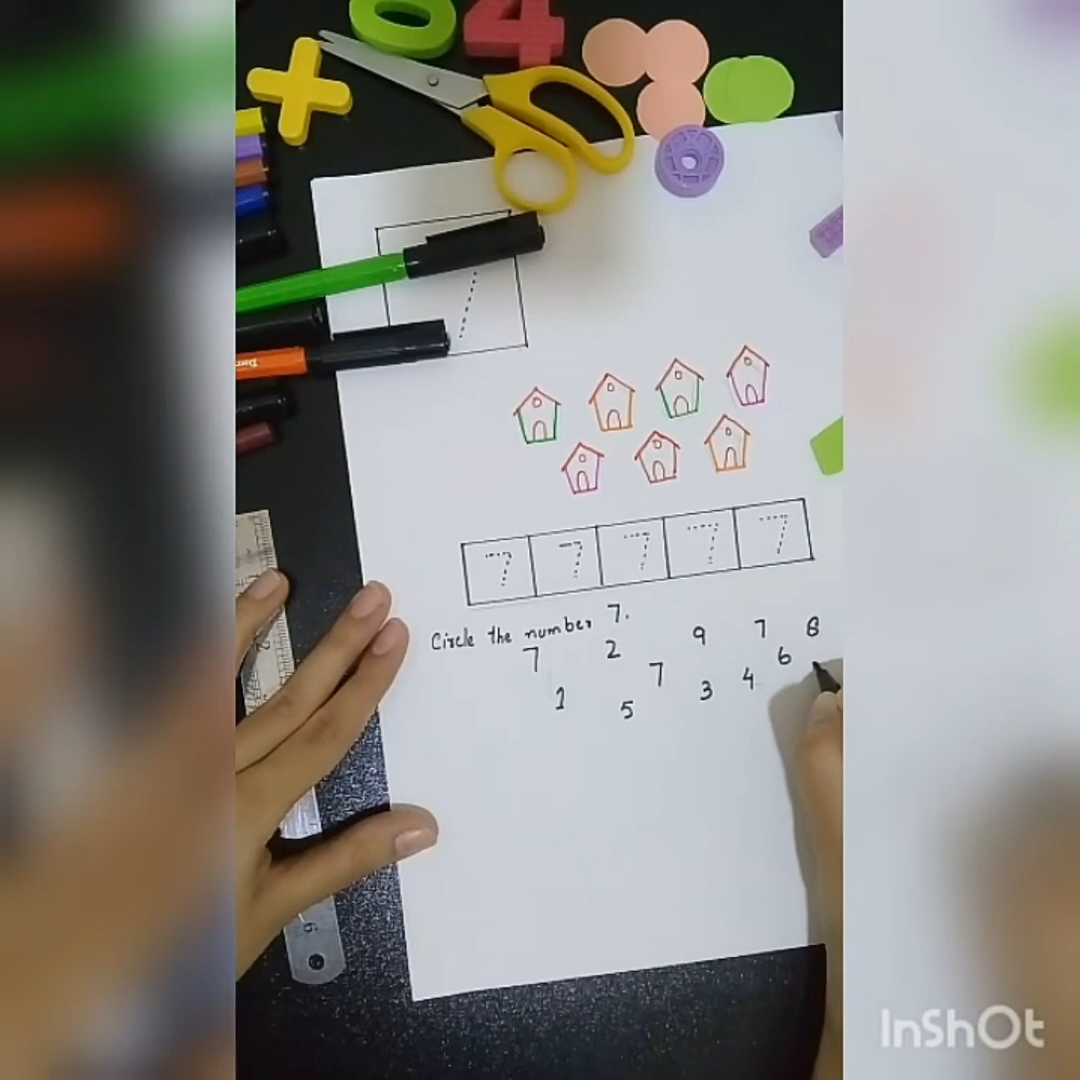 04
7
7 7 7 7 7
Circle the number 7.
7 2 9 7 8
7 6
1 5 3 4
InShOt